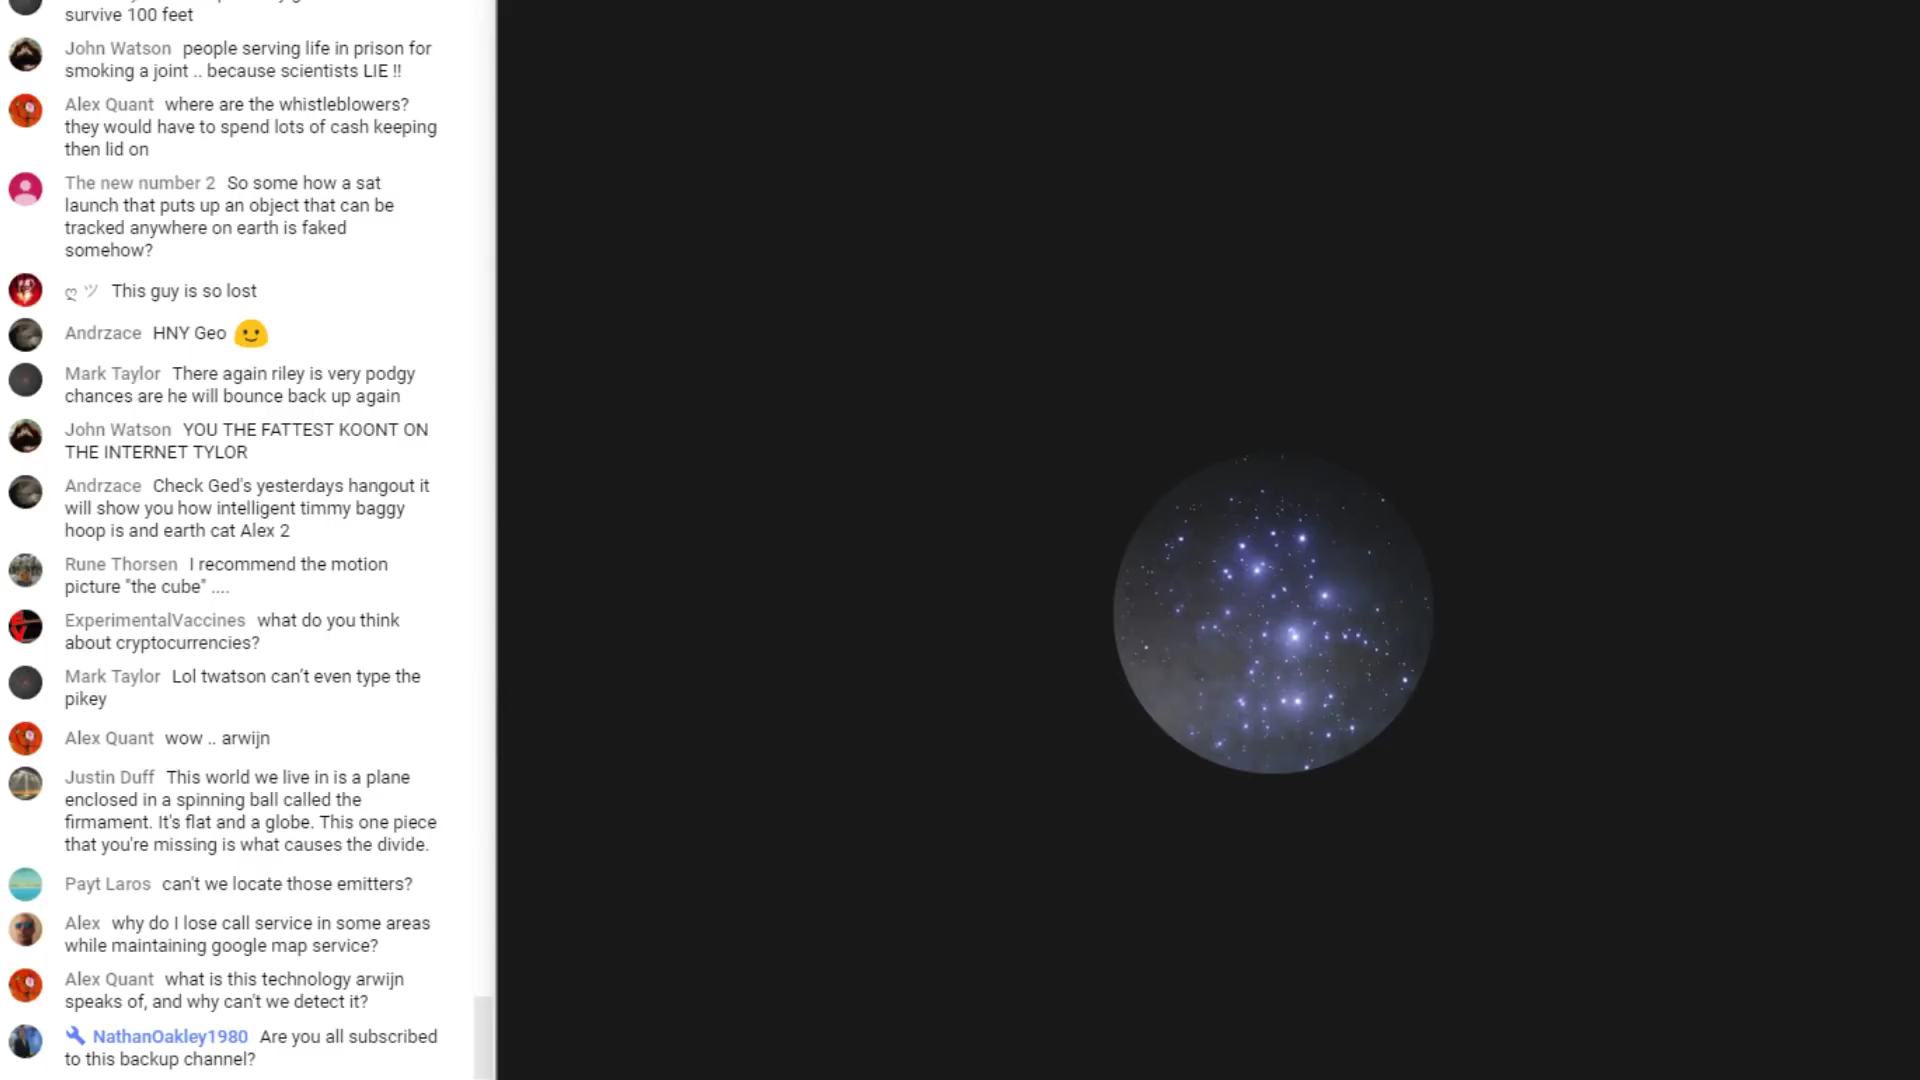 survive 100 feet
John Watson people serving life in prison for
smoking a joint .. because scientists LIE !!
Alex Quant where are the whistleblowers?
they would have to spend lots of cash keeping
then lid on
The new number 2 So some how a sat
launch that puts up an object that can be
tracked anywhere on earth is faked
somehow?
ღ ツ This guy is so lost
Andrzace HNY Geo
Mark Taylor There again riley is very podgy
chances are he will bounce back up again
John Watson YOU THE FATTEST KOONT ON
THE INTERNET TYLOR
Andrzace Check Ged's yesterdays hangout it
will show you how intelligent timmy baggy
hoop is and earth cat Alex 2
Rune Thorsen I recommend the motion
picture "the cube" ....
ExperimentalVaccines what do you think
about cryptocurrencies?
Mark Taylor Lol twatson can’t even type the
pikey
Alex Quant wow .. arwijn
Justin Duff This world we live in is a plane
enclosed in a spinning ball called the
firmament. It's flat and a globe. This one piece
that you're missing is what causes the divide.
Payt Laros can't we locate those emitters?
Alex why do I lose call service in some areas
while maintaining google map service?
Alex Quant what is this technology arwijn
speaks of, and why can't we detect it?
NathanOakley1980 Are you all subscribed
to this backup channel?